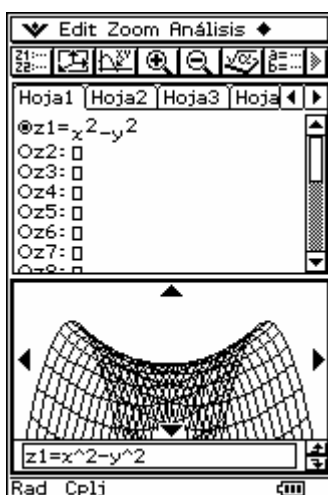 Edit Zoom Análisis
Hoja1 Hoja2 Hoja3 Hoja
z1=x²-y²
z2:▯
z3:▯
z4:▯
z5:▯
z6:▯
z7:▯
z8:▯
z1=x^2-y^2
Rad Cplj